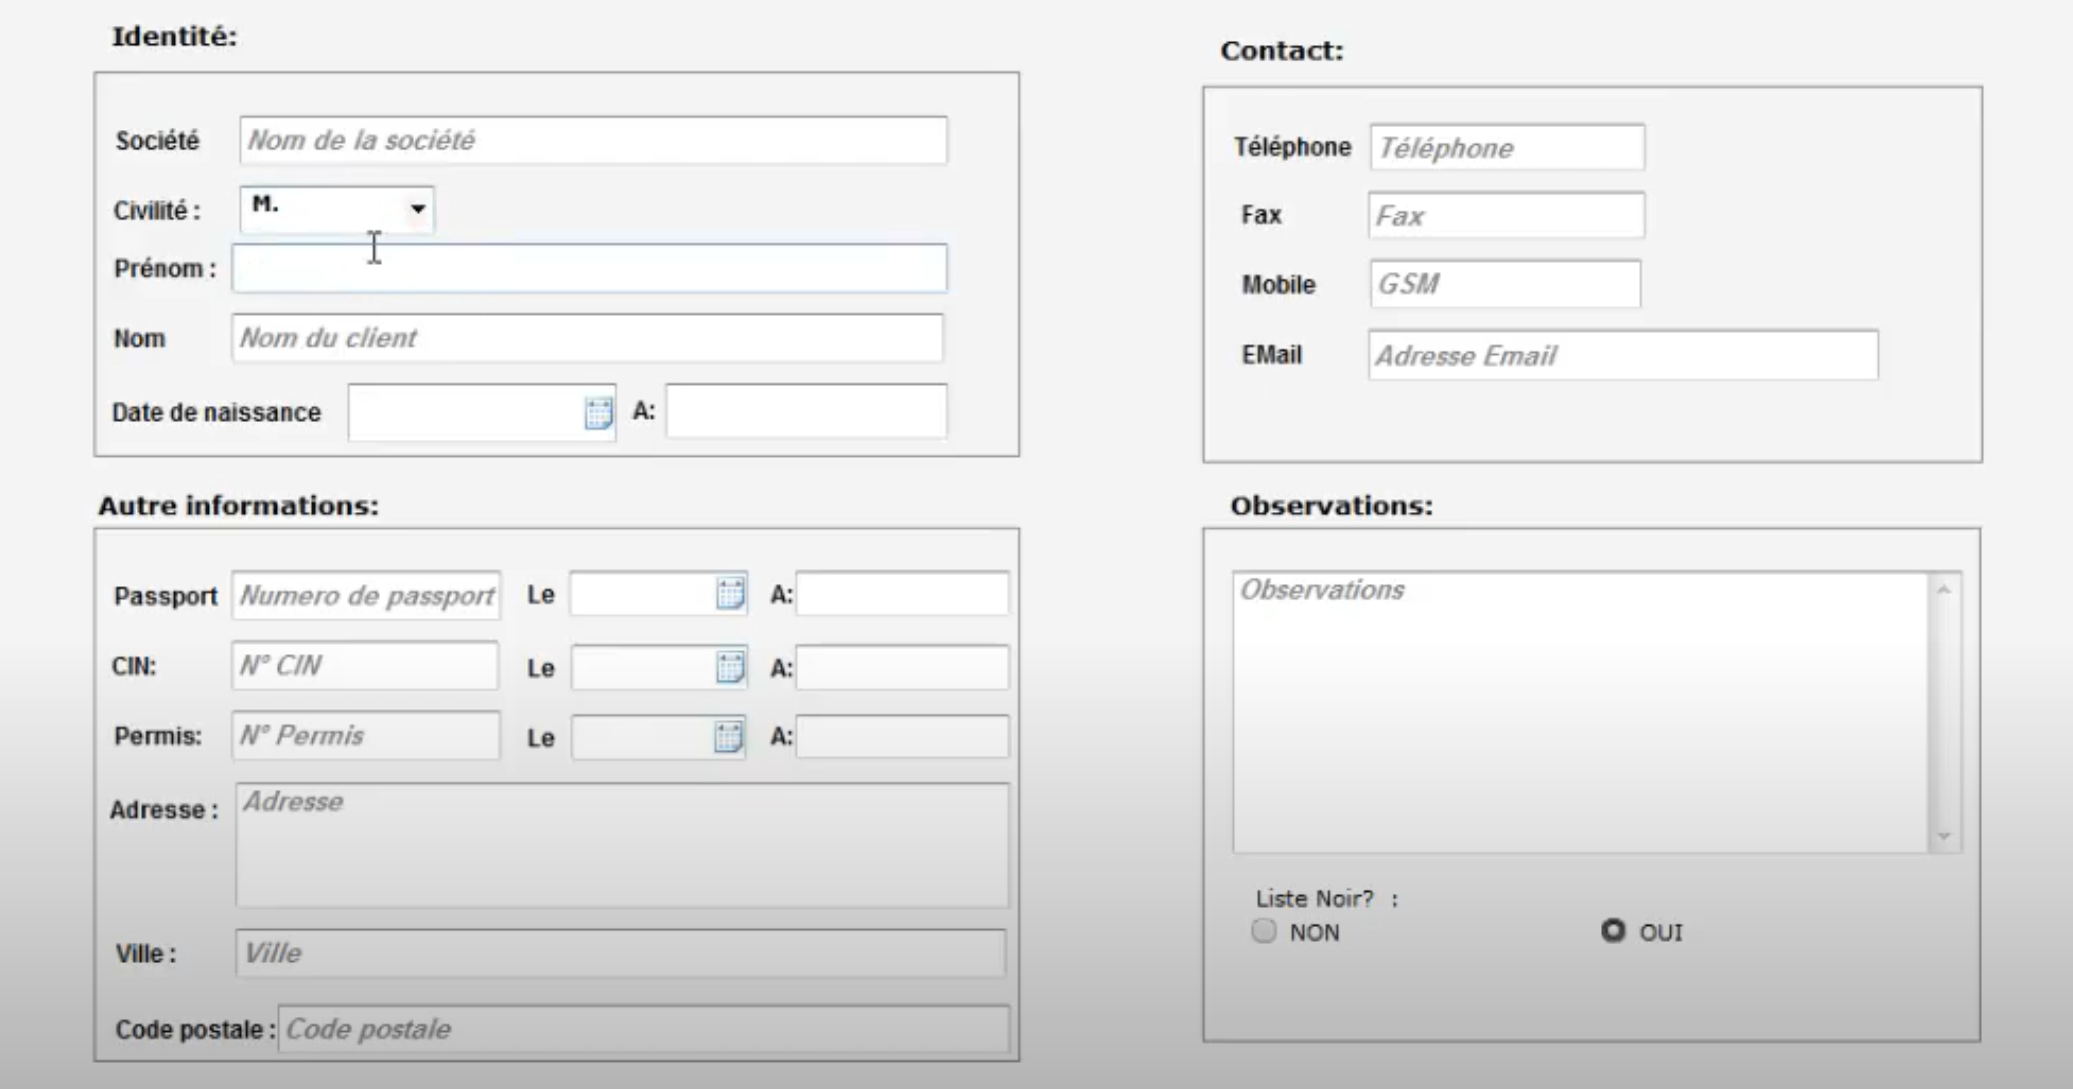 Identité:
Société Nom de la société
Civilité : M.
Prénom :
Nom Nom du client
Date de naissance A:
Contact:
Téléphone Téléphone
Fax Fax
Mobile GSM
EMail Adresse Email
Autre informations:
Passport Numero de passport Le A:
CIN: N° CIN Le A:
Permis: N° Permis Le A:
Adresse : Adresse
Ville : Ville
Code postale : Code postale
Observations:
Observations
Liste Noir? :
NON OUI